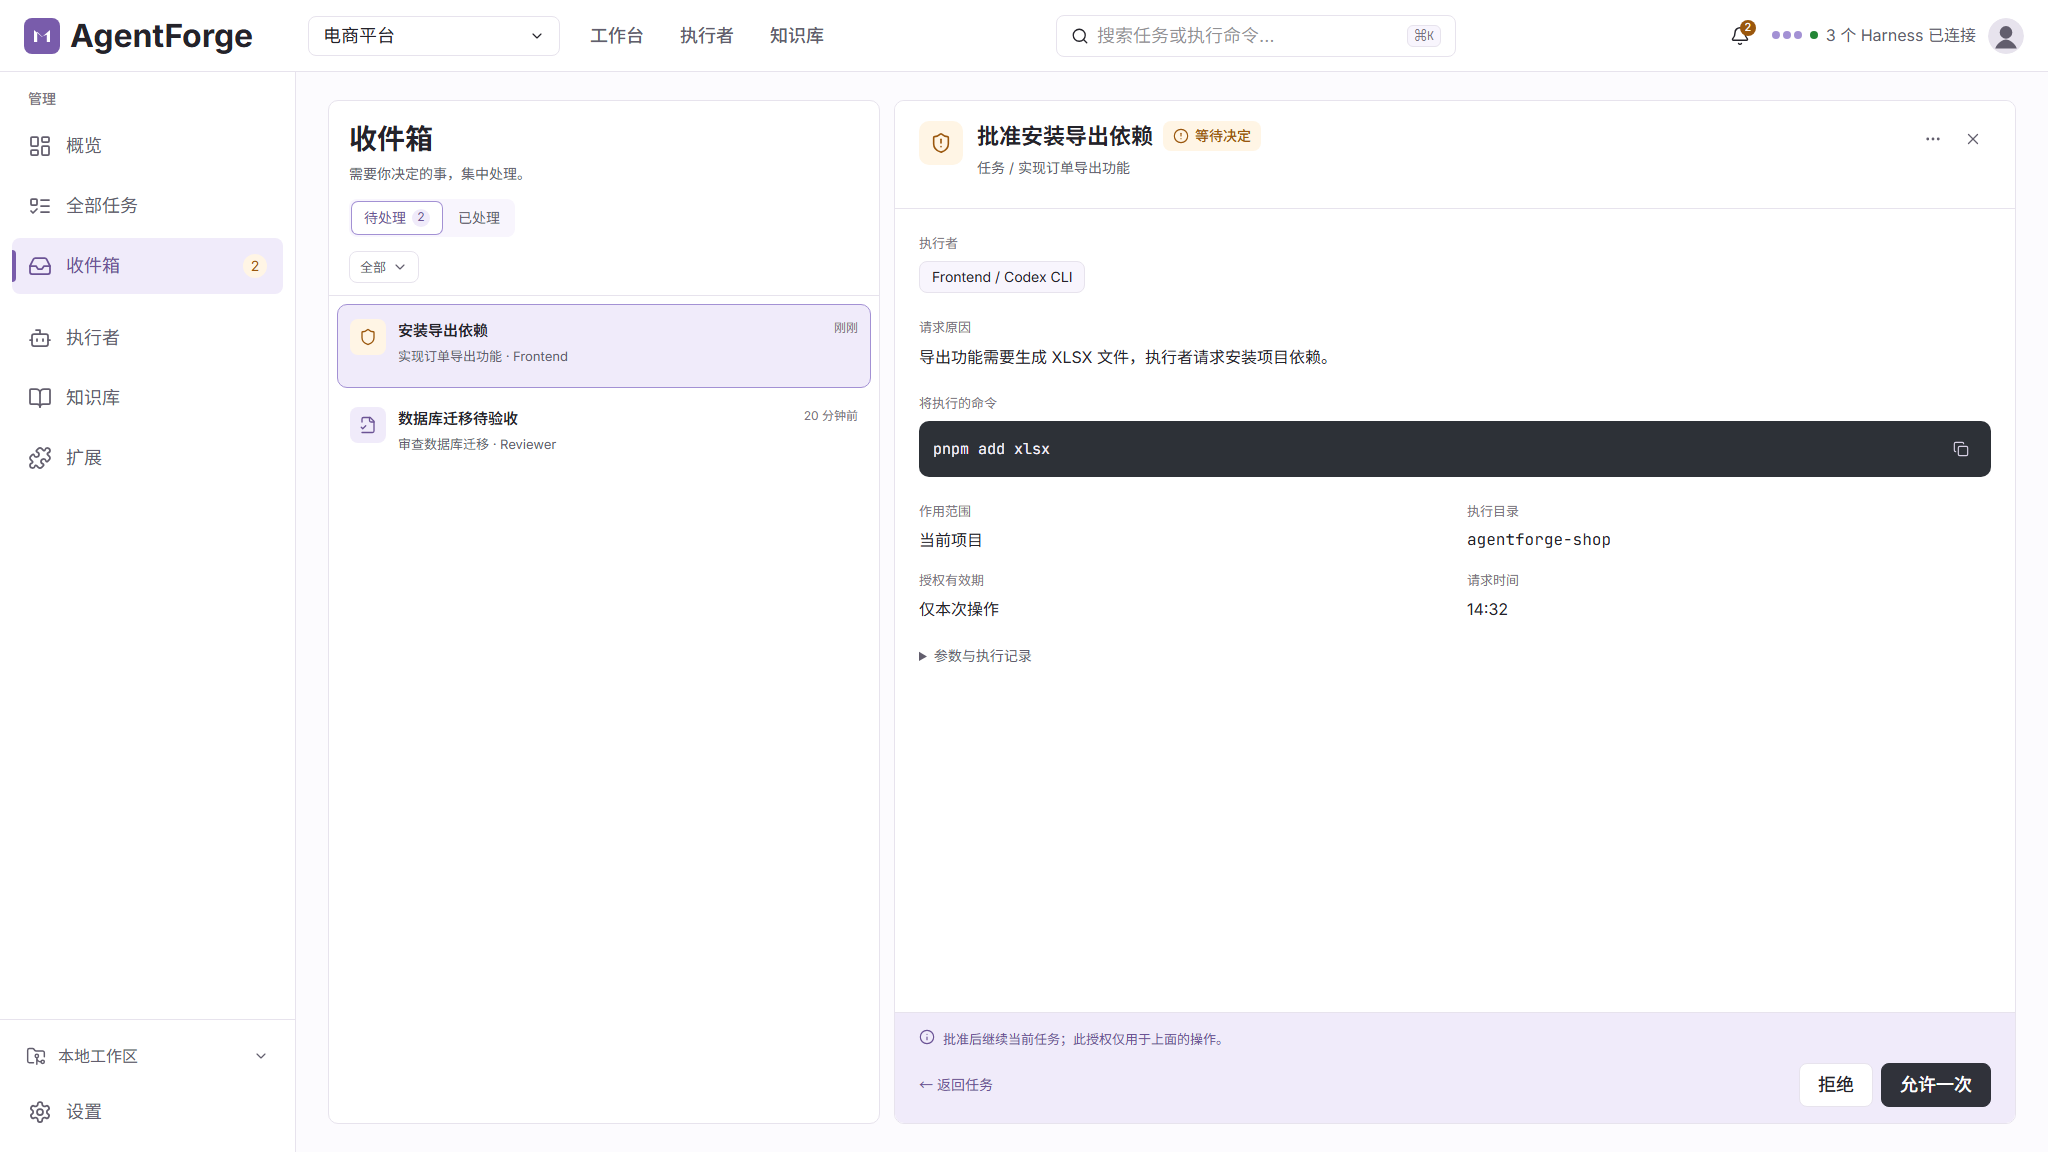 AgentForge
电商平台
工作台
执行者
知识库
搜索任务或执行命令...
⌘K
2
3 个 Harness 已连接
管理
概览
全部任务
收件箱
2
执行者
知识库
扩展
本地工作区
设置
收件箱
需要你决定的事，集中处理。
待处理 2
已处理
全部
安装导出依赖
刚刚
实现订单导出功能 · Frontend
数据库迁移待验收
20 分钟前
审查数据库迁移 · Reviewer
批准安装导出依赖
等待决定
任务 / 实现订单导出功能
执行者
Frontend / Codex CLI
请求原因
导出功能需要生成 XLSX 文件，执行者请求安装项目依赖。
将执行的命令
pnpm add xlsx
作用范围
执行目录
当前项目
agentforge-shop
授权有效期
请求时间
仅本次操作
14:32
▶ 参数与执行记录
批准后继续当前任务；此授权仅用于上面的操作。
← 返回任务
拒绝
允许一次